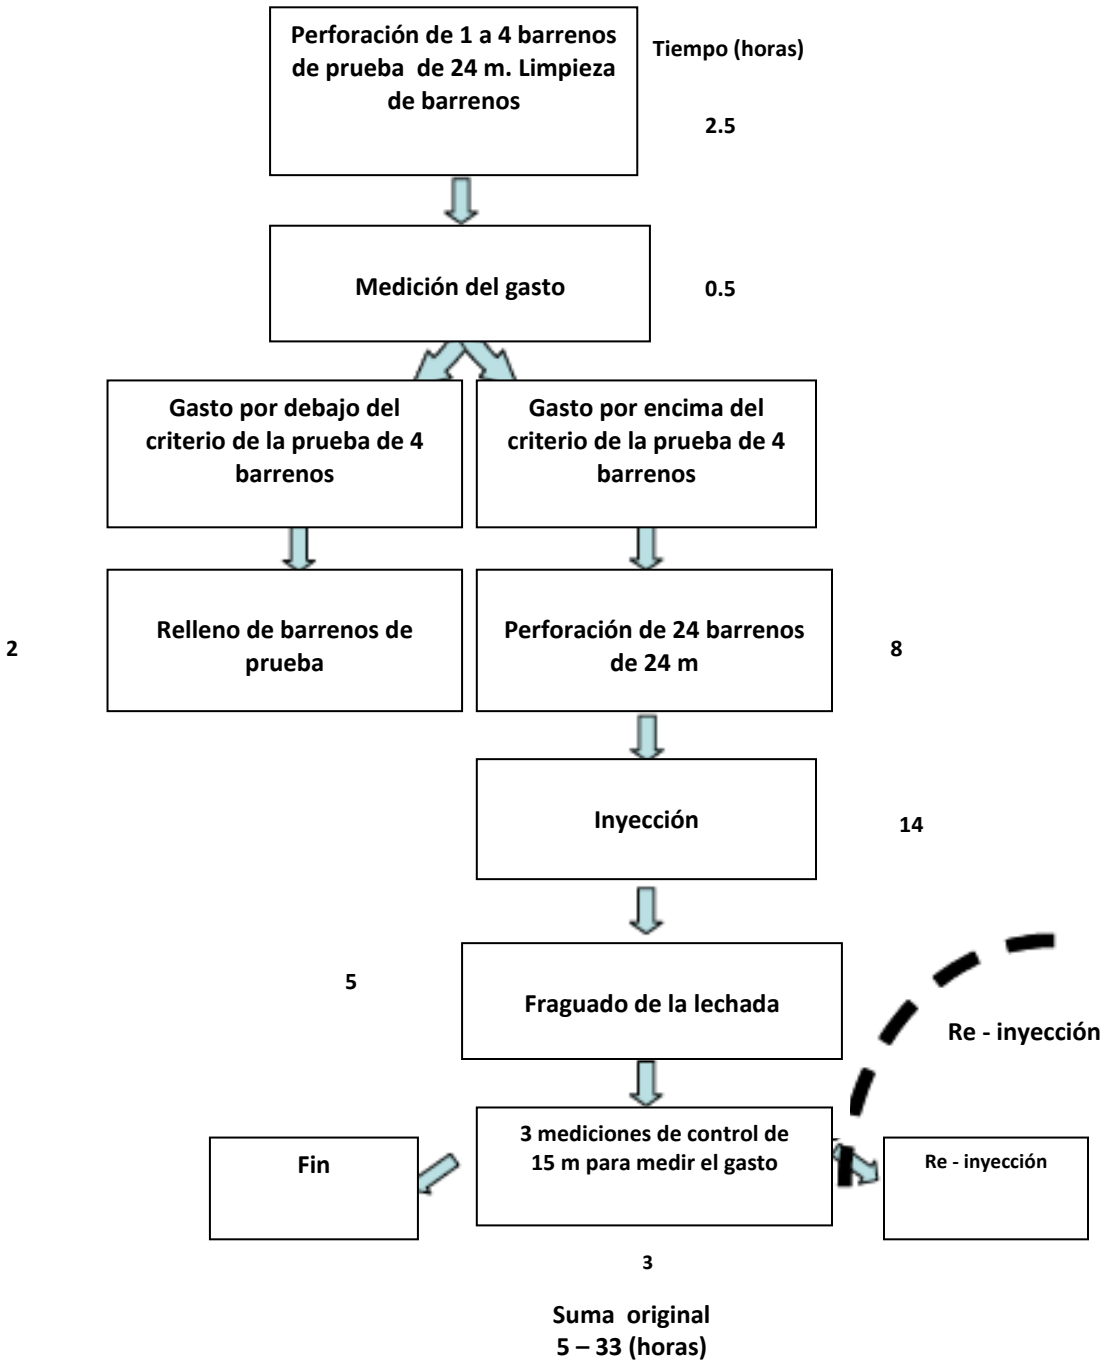 Perforación de 1 a 4 barrenos
de prueba de 24 m. Limpieza
de barrenos
Tiempo (horas)
2.5
Medición del gasto
0.5
Gasto por debajo del
criterio de la prueba de 4
barrenos
Gasto por encima del
criterio de la prueba de 4
barrenos
2
Relleno de barrenos de
prueba
Perforación de 24 barrenos
de 24 m
8
Inyección
14
5
Fraguado de la lechada
Re - inyección
Fin
3 mediciones de control de
15 m para medir el gasto
Re - inyección
3
Suma original
5 – 33 (horas)